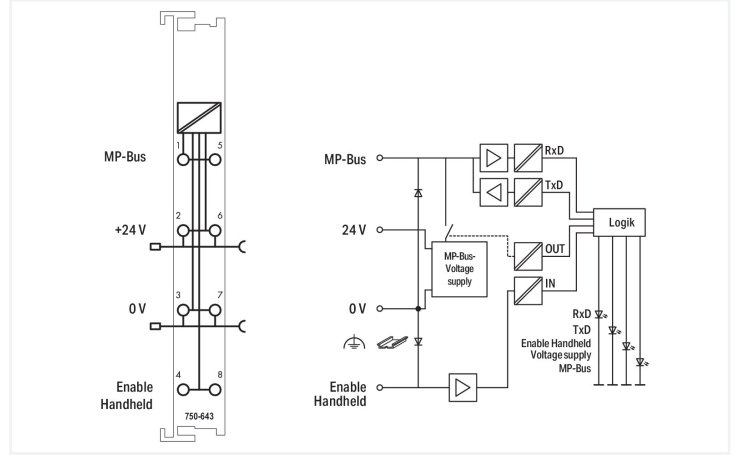 1
5
MP-Bus
2
6
+24 V
3
7
0 V
4
8
Enable
Handheld
750-643
MP-Bus
RxD
TxD
24 V
MP-Bus-
Voltage
supply
OUT
IN
Logik
0 V
Enable
Handheld
RxD
TxD
Enable Handheld
Voltage supply
MP-Bus